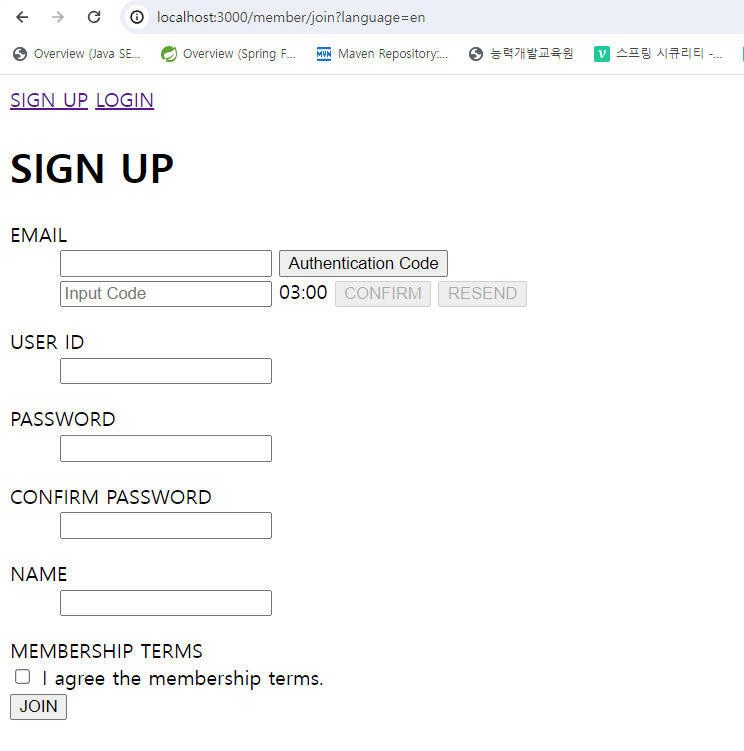 localhost:3000/member/join?language=en
Overview (Java SE... Overview (Spring F... MVN Maven Repository:... 능력개발교육원 V 스프링 시큐리티 -...
SIGN UP LOGIN
SIGN UP
EMAIL
Authentication Code
Input Code 03:00 CONFIRM RESEND
USER ID
PASSWORD
CONFIRM PASSWORD
NAME
MEMBERSHIP TERMS
I agree the membership terms.
JOIN